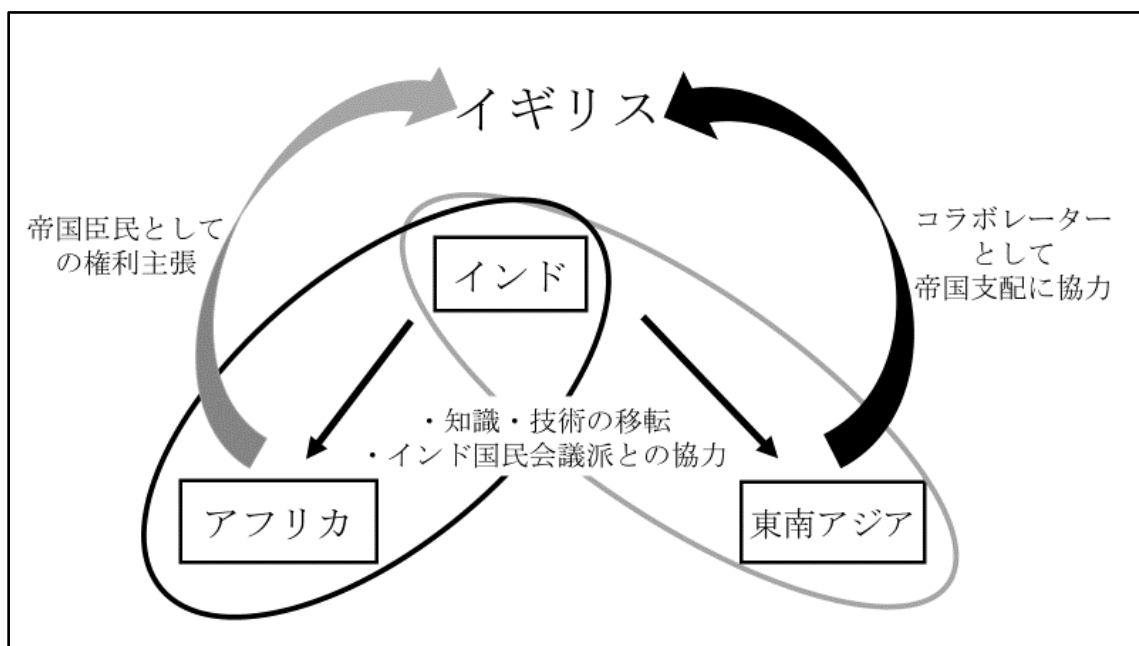 イギリス
帝国臣民として
の権利主張
コラボレーター
として
帝国支配に協力
インド
・知識・技術の移転
・インド国民会議派との協力
アフリカ
東南アジア